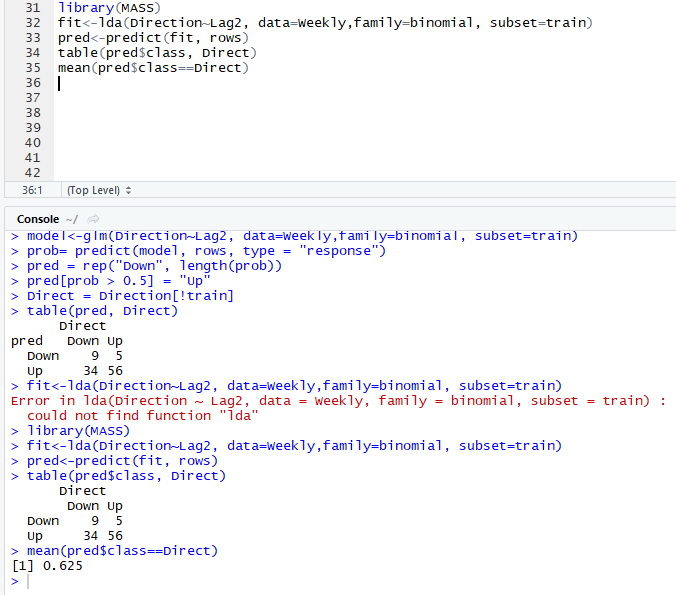 31 library(MASS)
32 fit<-lda(Direction~Lag2, data=Weekly,family=binomial, subset=train)
33 pred<-predict(fit, rows)
34 table(pred$class, Direct)
35 mean(pred$class==Direct)
36
37
38
39
40
41
42
36:1 (Top Level)
Console ~/
> model<-glm(Direction~Lag2, data=Weekly,family=binomial, subset=train)
> prob= predict(model, rows, type = "response")
> pred = rep("Down", length(prob))
> pred[prob > 0.5] = "Up"
> Direct = Direction[!train]
> table(pred, Direct)
      Direct
pred   Down Up
  Down    9  5
  Up     34 56
> fit<-lda(Direction~Lag2, data=Weekly,family=binomial, subset=train)
Error in lda(Direction ~ Lag2, data = Weekly, family = binomial, subset = train) :
  could not find function "lda"
> library(MASS)
> fit<-lda(Direction~Lag2, data=Weekly,family=binomial, subset=train)
> pred<-predict(fit, rows)
> table(pred$class, Direct)
      Direct
       Down Up
  Down    9  5
  Up     34 56
> mean(pred$class==Direct)
[1] 0.625
>